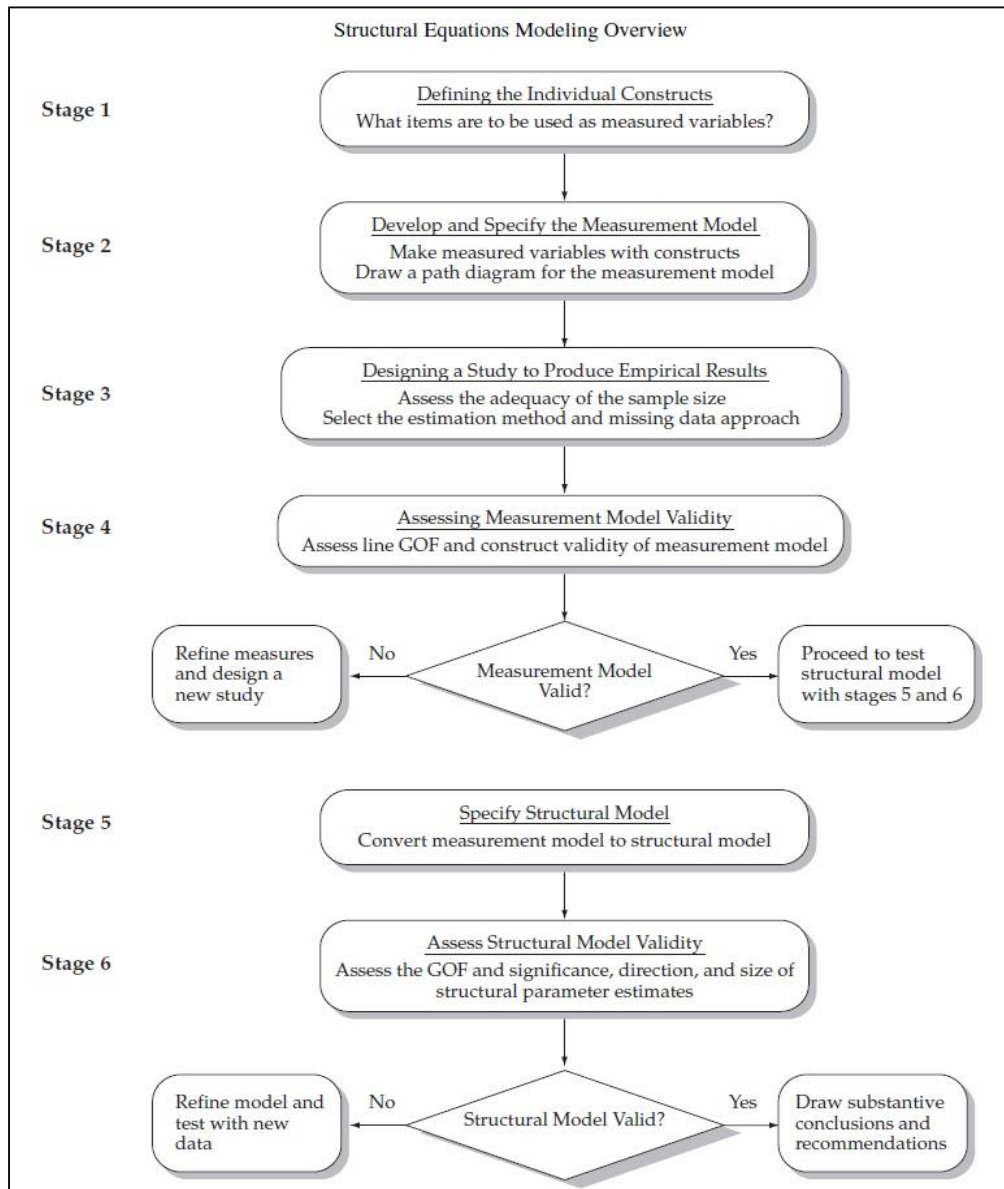 Structural Equations Modeling Overview
Stage 1
Defining the Individual Constructs
What items are to be used as measured variables?
Stage 2
Develop and Specify the Measurement Model
Make measured variables with constructs
Draw a path diagram for the measurement model
Stage 3
Designing a Study to Produce Empirical Results
Assess the adequacy of the sample size
Select the estimation method and missing data approach
Stage 4
Assessing Measurement Model Validity
Assess line GOF and construct validity of measurement model
Refine measures
and design a
new study
No
Measurement Model
Valid?
Yes
Proceed to test
structural model
with stages 5 and 6
Stage 5
Specify Structural Model
Convert measurement model to structural model
Stage 6
Assess Structural Model Validity
Assess the GOF and significance, direction, and size of
structural parameter estimates
Refine model and
test with new
data
No
Structural Model Valid?
Yes
Draw substantive
conclusions and
recommendations